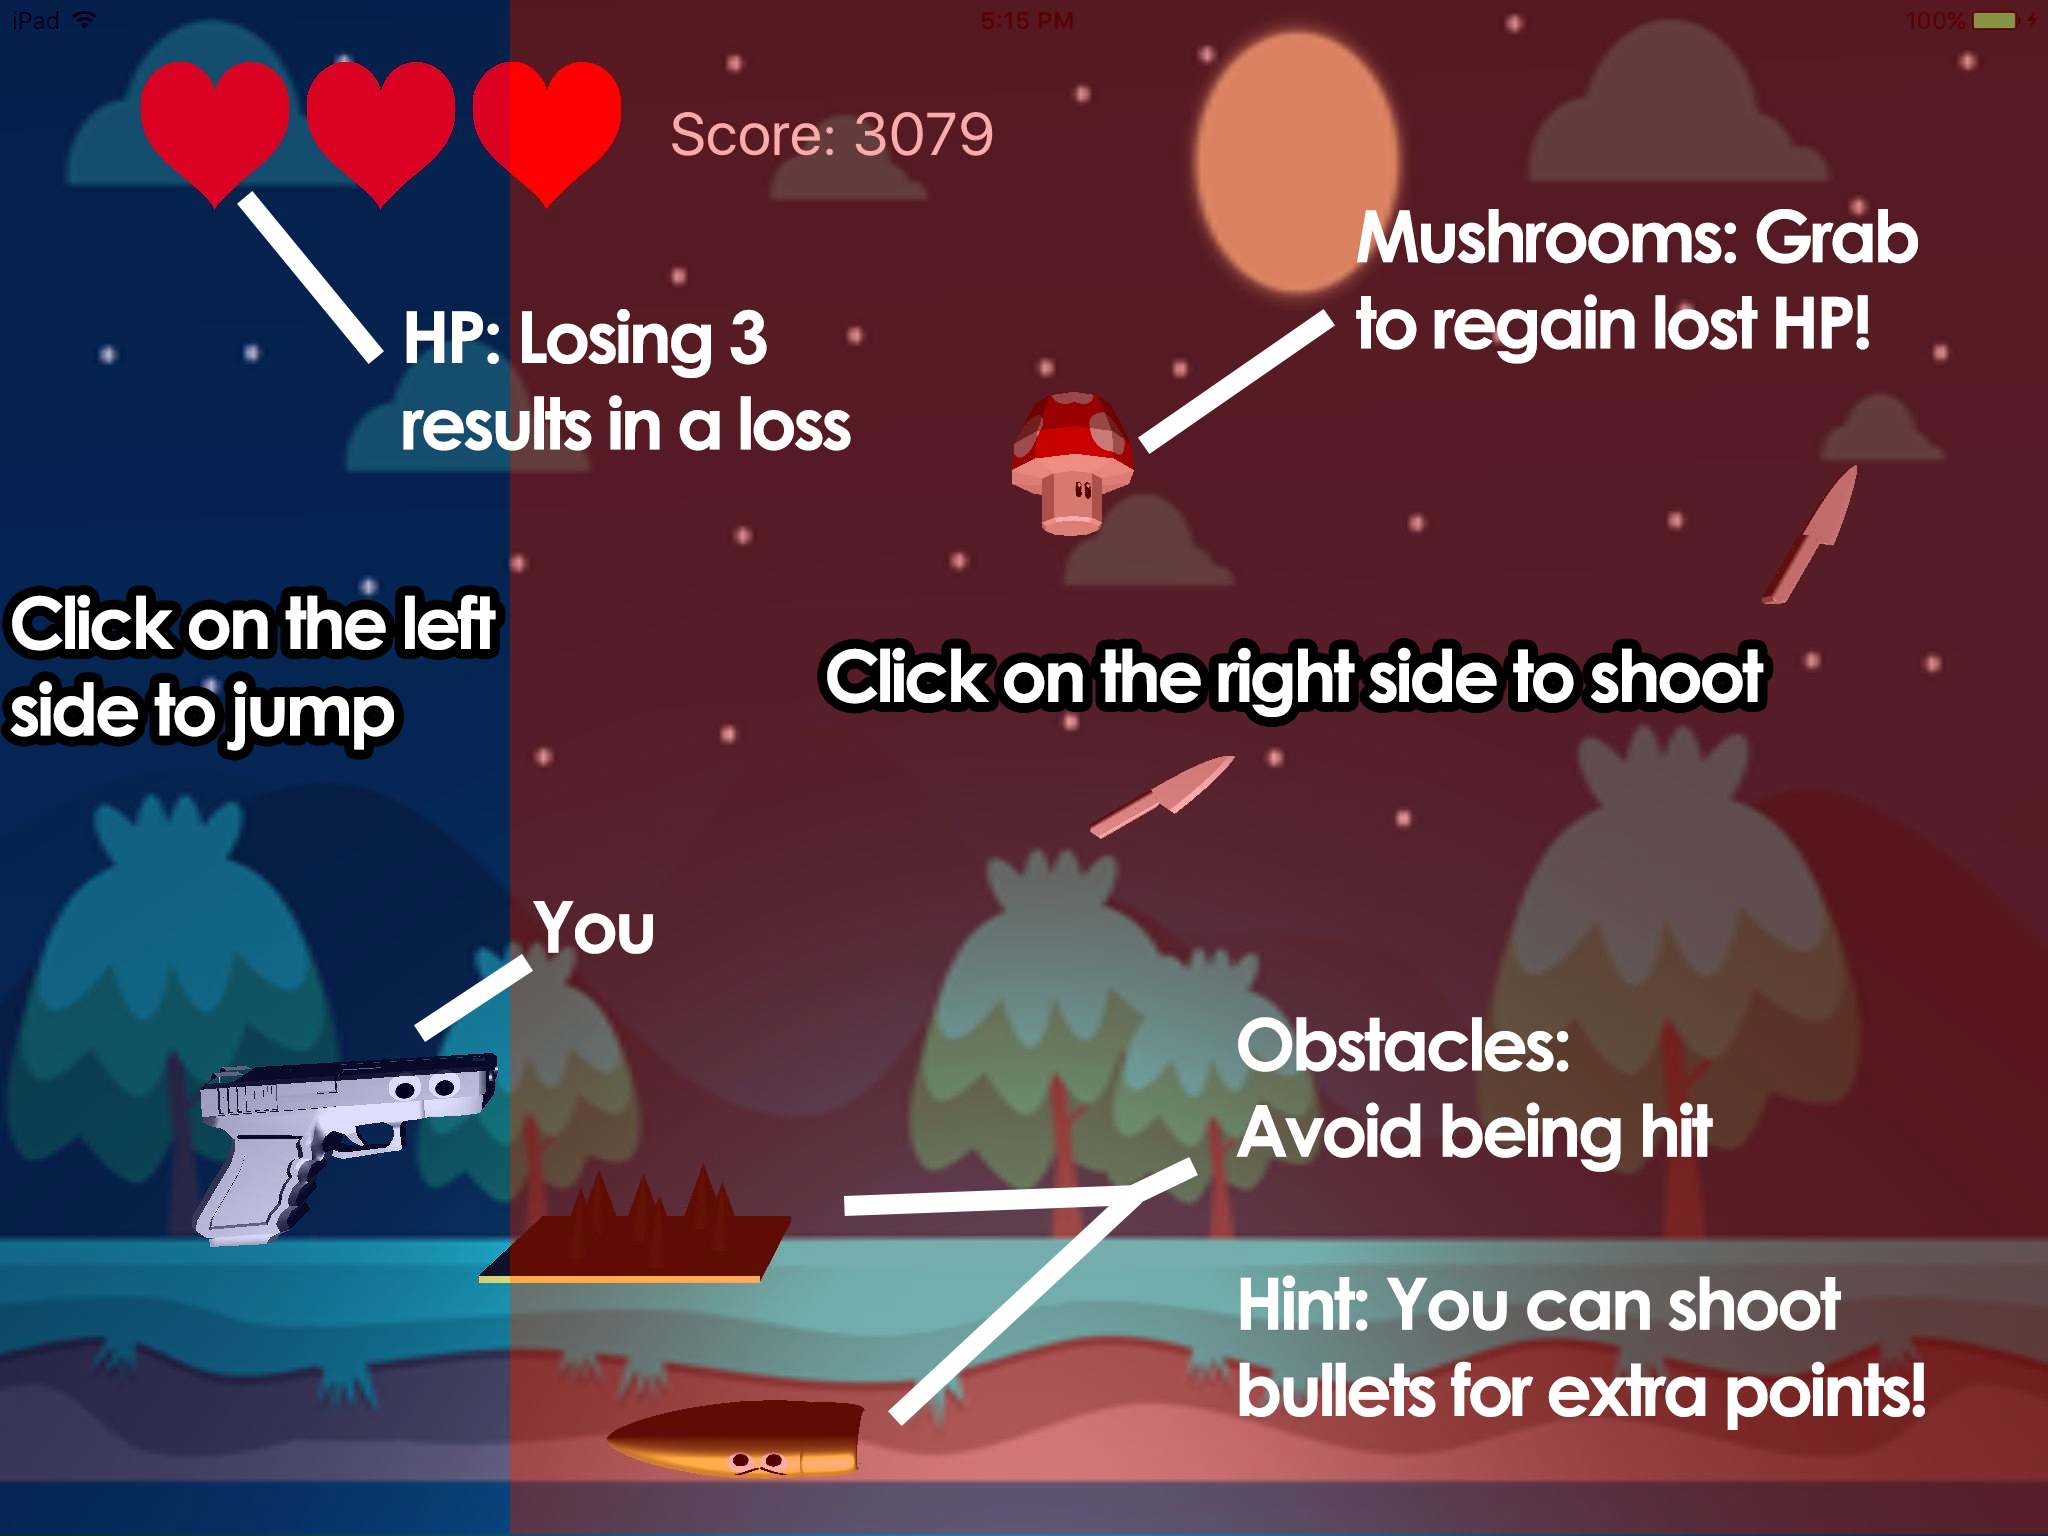 iPad
5:15 PM
100%
Score: 3079
Mushrooms: Grab
to regain lost HP!
HP: Losing 3
results in a loss
Click on the left
side to jump
Click on the right side to shoot
You
Obstacles:
Avoid being hit
Hint: You can shoot
bullets for extra points!